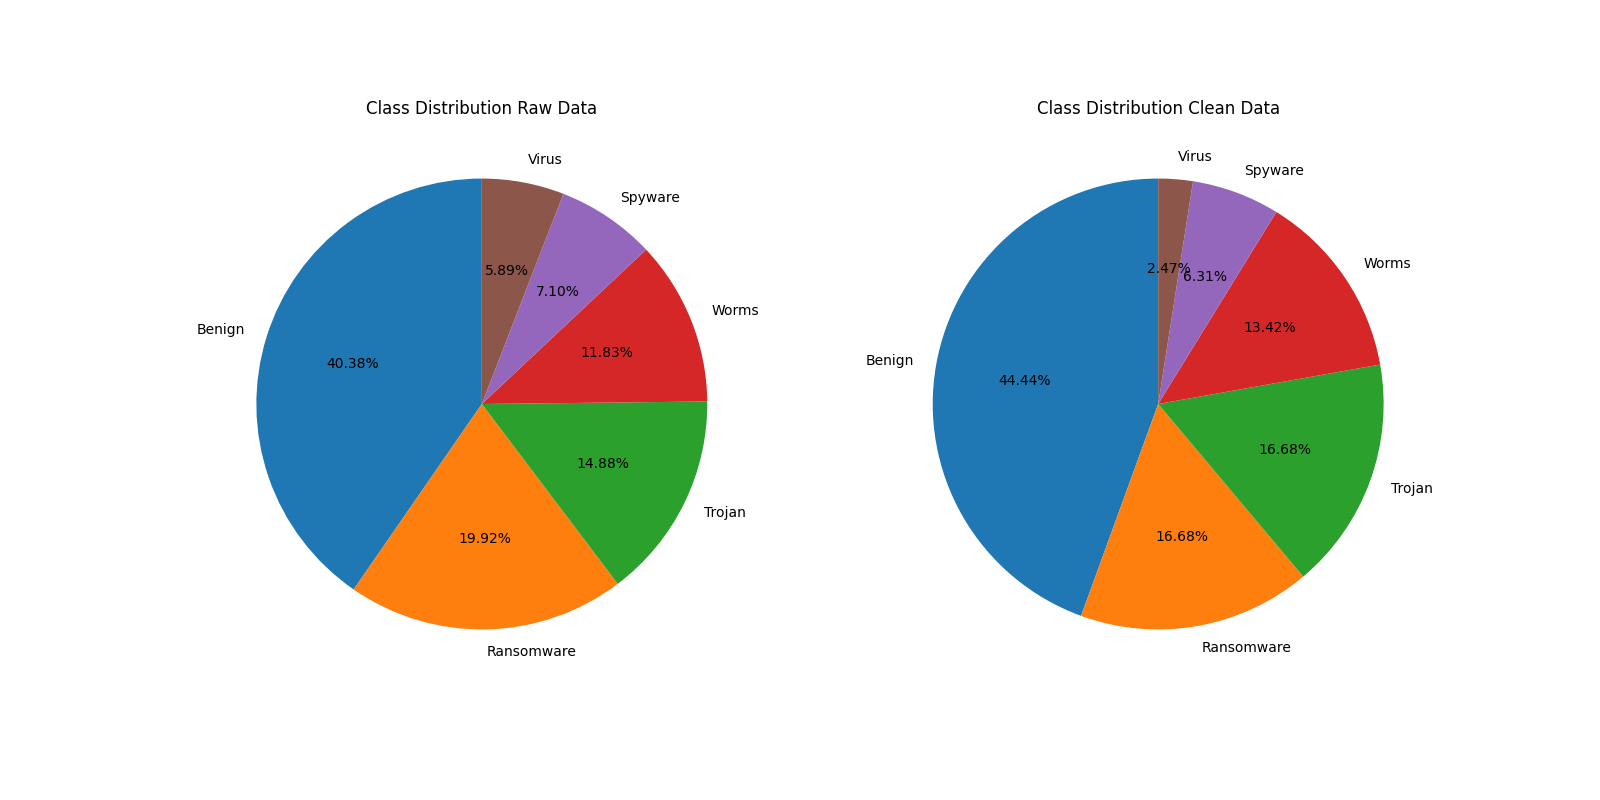 Class Distribution Raw Data
Virus
Spyware
Worms
Trojan
Ransomware
Benign
5.89%
7.10%
11.83%
14.88%
19.92%
40.38%
Class Distribution Clean Data
Virus
Spyware
Worms
Trojan
Ransomware
Benign
2.47%
6.31%
13.42%
16.68%
16.68%
44.44%